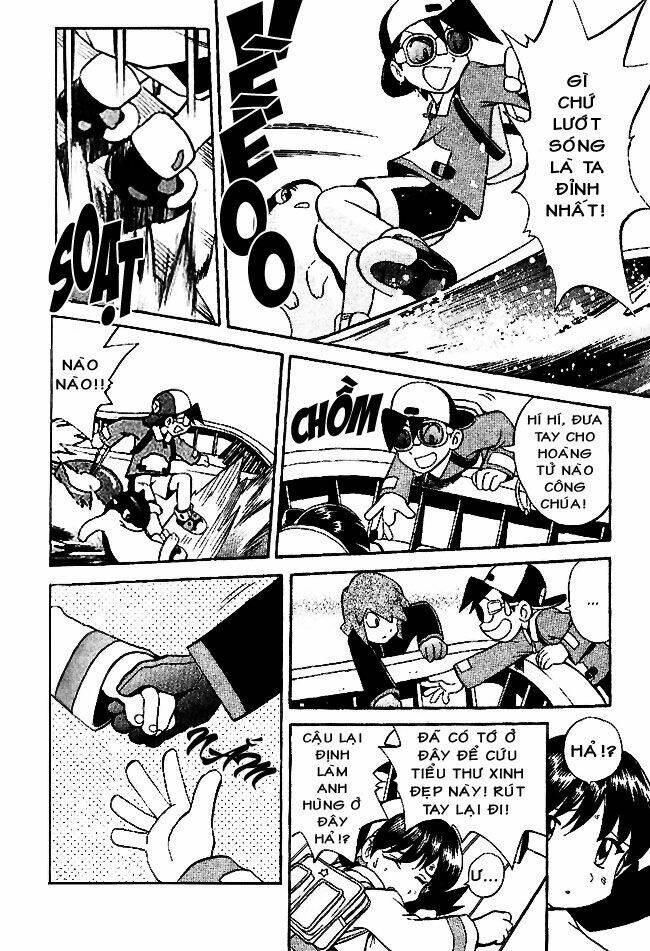 GÌ
CHỨ
LƯỚT
SÓNG
LÀ TA
ĐỈNH
NHẤT!
YÉÉÉOO
SOẠT
NÀO
NÀO!!
CHỒM
HÍ HÍ, ĐƯA
TAY CHO
HOÀNG
TỬ NÀO
CÔNG
CHÚA!
...
NẮM
HẢ!?
ĐÃ CÓ TỚ Ở
ĐÂY ĐỂ CỨU
TIỂU THƯ XINH
ĐẸP NÀY! RÚT
TAY LẠI ĐI!
CẬU LẠI
ĐỊNH
LÀM
ANH
HÙNG Ở
ĐÂY
HẢ!?
Ư...